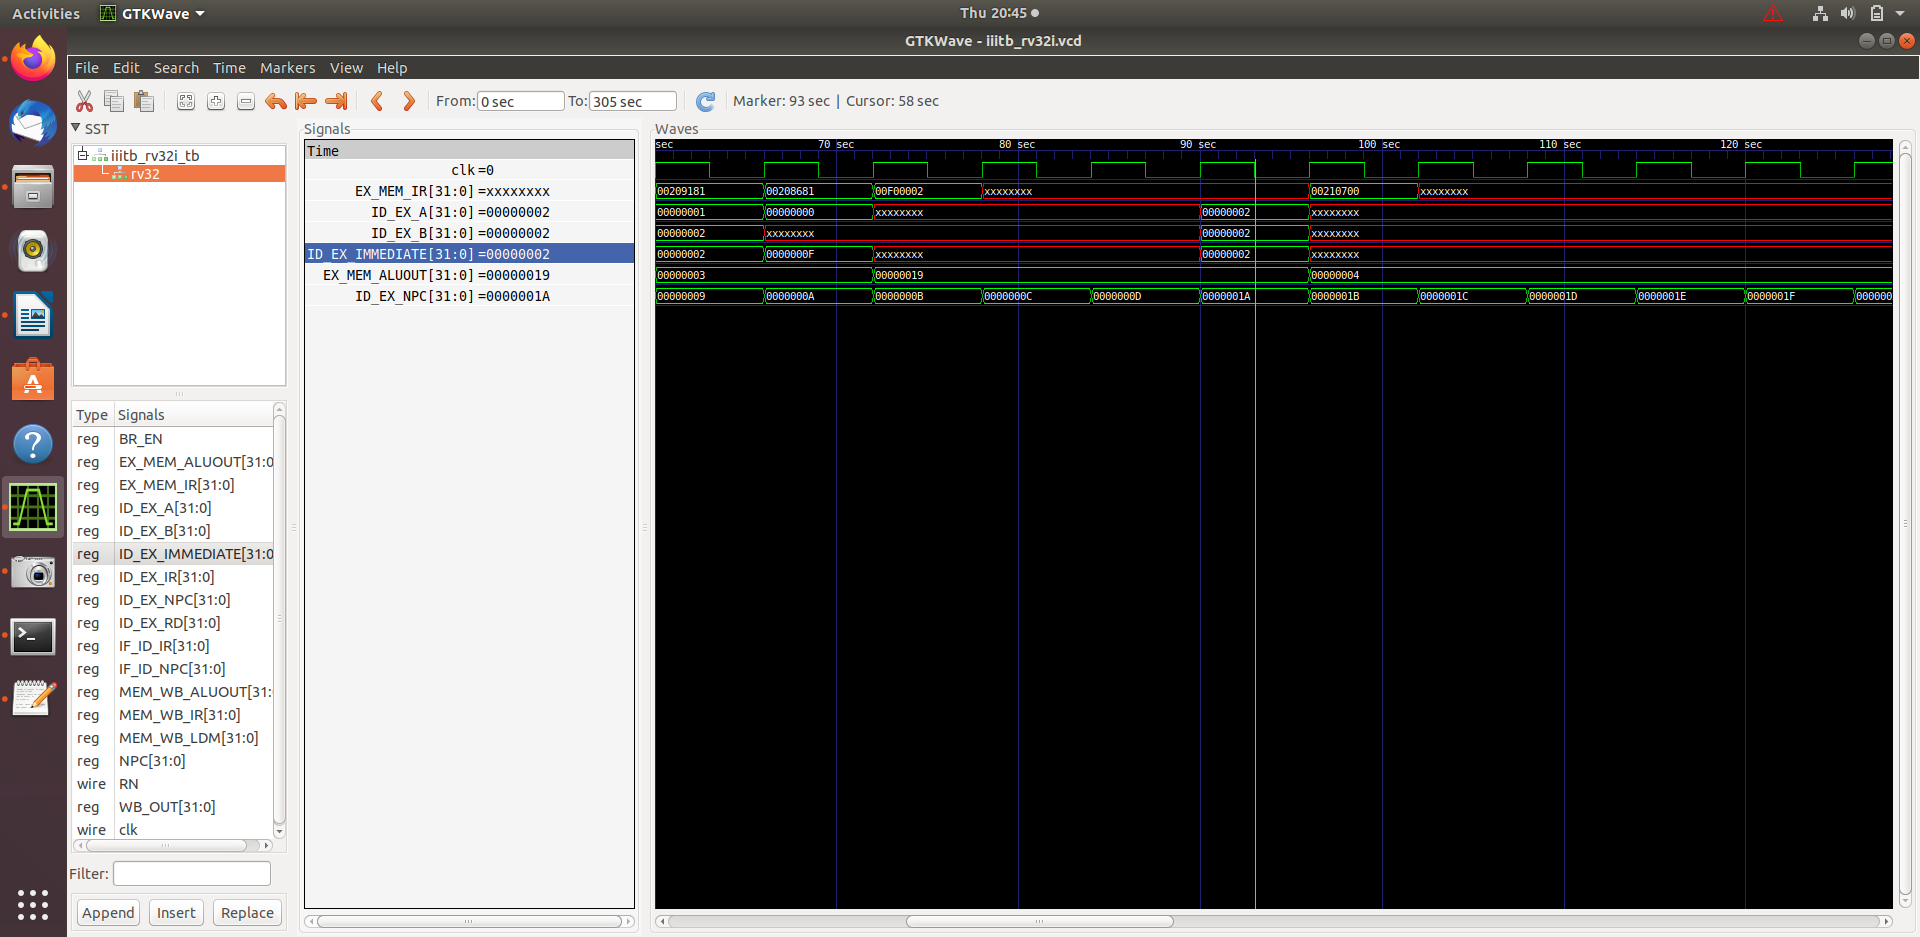 Activities GTKWave Thu 20:45
GTKWave - iiitb_rv32i.vcd
File Edit Search Time Markers View Help
From: 0 sec To: 305 sec Marker: 93 sec | Cursor: 58 sec
SST
iiitb_rv32i_tb
rv32
Type Signals
reg BR_EN
reg EX_MEM_ALUOUT[31:0
reg EX_MEM_IR[31:0]
reg ID_EX_A[31:0]
reg ID_EX_B[31:0]
reg ID_EX_IMMEDIATE[31:0
reg ID_EX_IR[31:0]
reg ID_EX_NPC[31:0]
reg ID_EX_RD[31:0]
reg IF_ID_IR[31:0]
reg IF_ID_NPC[31:0]
reg MEM_WB_ALUOUT[31:
reg MEM_WB_IR[31:0]
reg MEM_WB_LDM[31:0]
reg NPC[31:0]
wire RN
reg WB_OUT[31:0]
wire clk
Filter:
Append Insert Replace
Signals
Time
clk =0
EX_MEM_IR[31:0] =xxxxxxxx
ID_EX_A[31:0] =00000002
ID_EX_B[31:0] =00000002
ID_EX_IMMEDIATE[31:0] =00000002
EX_MEM_ALUOUT[31:0] =00000019
ID_EX_NPC[31:0] =0000001A
Waves
sec 70 sec 80 sec 90 sec 100 sec 110 sec 120 sec
00209181 00208681 00F00002 xxxxxxxx 00210700 xxxxxxxx
00000001 00000000 xxxxxxxx 00000002 xxxxxxxx
00000002 xxxxxxxx 00000002 xxxxxxxx
00000002 0000000F xxxxxxxx 00000002 xxxxxxxx
00000003 00000019 00000004
00000009 0000000A 0000000B 0000000C 0000000D 0000001A 0000001B 0000001C 0000001D 0000001E 0000001F 000000